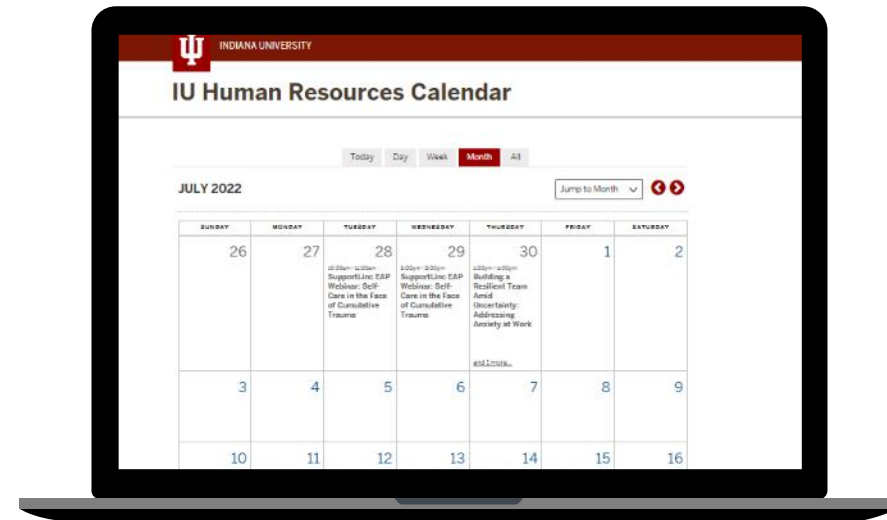 INDIANA UNIVERSITY
IU Human Resources Calendar
Today Day Week Month All
JULY 2022
Jump to Month
SUNDAY MONDAY TUESDAY WEDNESDAY THURSDAY FRIDAY SATURDAY
26 27 28 29 30 1 2
SupportLinc EAP
Webinar: Self-
Care in the Face
of Cumulative
Trauma
SupportLinc EAP
Webinar: Self-
Care in the Face
of Cumulative
Trauma
Building a
Resilient Team
Amid
Uncertainty:
Addressing
Anxiety at Work
and 1 more...
3 4 5 6 7 8 9
10 11 12 13 14 15 16